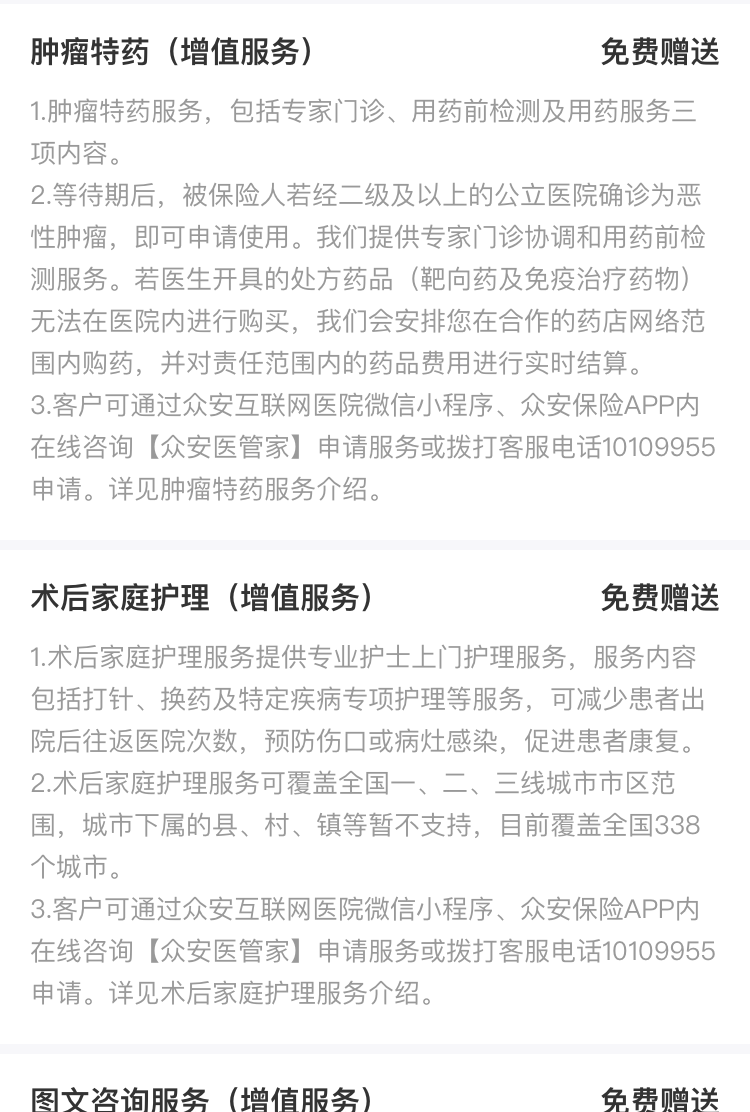 肿瘤特药（增值服务） 免费赠送
1.肿瘤特药服务，包括专家门诊、用药前检测及用药服务三
项内容。
2.等待期后，被保险人若经二级及以上的公立医院确诊为恶
性肿瘤，即可申请使用。我们提供专家门诊协调和用药前检
测服务。若医生开具的处方药品（靶向药及免疫治疗药物）
无法在医院内进行购买，我们会安排您在合作的药店网络范
围内购药，并对责任范围内的药品费用进行实时结算。
3.客户可通过众安互联网医院微信小程序、众安保险APP内
在线咨询【众安医管家】申请服务或拨打客服电话10109955
申请。详见肿瘤特药服务介绍。
术后家庭护理（增值服务） 免费赠送
1.术后家庭护理服务提供专业护士上门护理服务，服务内容
包括打针、换药及特定疾病专项护理等服务，可减少患者出
院后往返医院次数，预防伤口或病灶感染，促进患者康复。
2.术后家庭护理服务可覆盖全国一、二、三线城市市区范
围，城市下属的县、村、镇等暂不支持，目前覆盖全国338
个城市。
3.客户可通过众安互联网医院微信小程序、众安保险APP内
在线咨询【众安医管家】申请服务或拨打客服电话10109955
申请。详见术后家庭护理服务介绍。
图文咨询服务（增值服务） 免费赠送